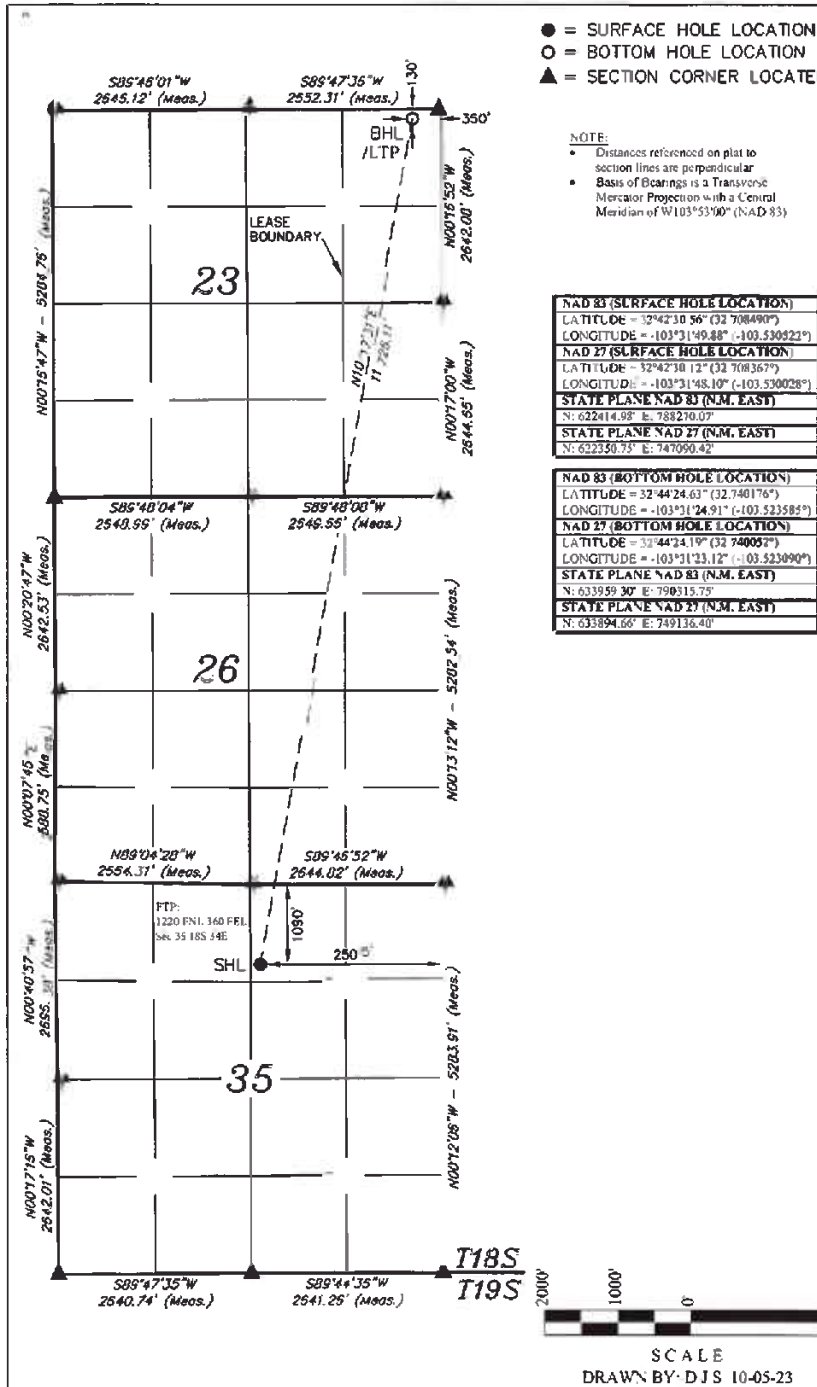 ● = SURFACE HOLE LOCATION
○ = BOTTOM HOLE LOCATION
▲ = SECTION CORNER LOCATE
NOTE:
• Distances referenced on plat to
section lines are perpendicular
• Basis of Bearings is a Transverse
Mercator Projection with a Central
Meridian of W103°53'00" (NAD 83)
S89°46'01"W
2645.12' (Meas.)
S89°47'36"W
2552.31' (Meas.)
130'
350'
BHL
/LTP
N00°15'47"W - 5284.76' (Meas.)
N00°16'52"W
2642.08' (Meas.)
LEASE
BOUNDARY
23
11
N00°17'00"W
2644.65' (Meas.)
NAD 83 (SURFACE HOLE LOCATION)
LATITUDE = 32°42'30.56" (32.708490°)
LONGITUDE = -103°31'49.88" (-103.530522°)
NAD 27 (SURFACE HOLE LOCATION)
LATITUDE = 32°42'30.12" (32.708367°)
LONGITUDE = -103°31'48.10" (-103.530028°)
STATE PLANE NAD 83 (N.M. EAST)
N: 622414.98' E: 788270.07'
STATE PLANE NAD 27 (N.M. EAST)
N: 622350.75' E: 747090.42'
NAD 83 (BOTTOM HOLE LOCATION)
LATITUDE = 32°44'24.63" (32.740176°)
LONGITUDE = -103°31'24.91" (-103.523585°)
NAD 27 (BOTTOM HOLE LOCATION)
LATITUDE = 32°44'24.19" (32.740052°)
LONGITUDE = -103°31'23.12" (-103.523090°)
STATE PLANE NAD 83 (N.M. EAST)
N: 633959.30' E: 790315.75'
STATE PLANE NAD 27 (N.M. EAST)
N: 633894.66' E: 749136.40'
S89°48'04"W
2548.99' (Meas.)
S89°48'08"W
2549.55' (Meas.)
N00°20'47"W
2642.53' (Meas.)
26
N00°13'12"W - 5282.54' (Meas.)
N00°07'45"E
N89°04'28"W
2554.31' (Meas.)
S89°45'52"W
2644.82' (Meas.)
FTP:
1220 FNL 360 FEL
Sec 35 18S 34E
1090'
SHL
N00°40'57"W
35
N00°12'06"W - 5283.91' (Meas.)
N00°17'15"W
2642.01' (Meas.)
S89°47'35"W
2640.74' (Meas.)
S89°44'35"W
2641.26' (Meas.)
T18S
T19S
2000'
1000'
0'
SCALE
DRAWN BY: D J S 10-05-23